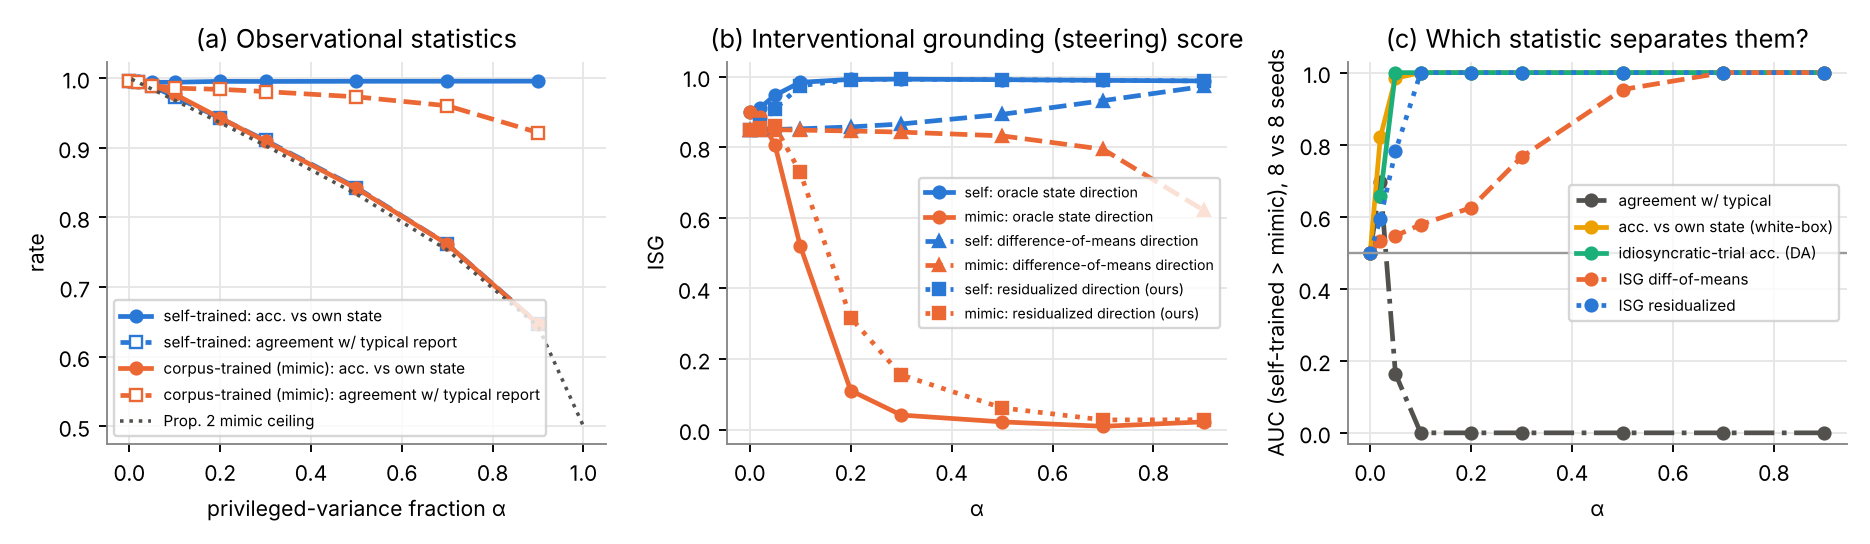 (a) Observational statistics
rate
1.0
0.9
0.8
0.7
0.6
0.5
self-trained: acc. vs own state
self-trained: agreement w/ typical report
corpus-trained (mimic): acc. vs own state
corpus-trained (mimic): agreement w/ typical report
Prop. 2 mimic ceiling
0.0 0.2 0.4 0.6 0.8 1.0
privileged-variance fraction α
(b) Interventional grounding (steering) score
ISG
1.0
0.8
0.6
0.4
0.2
0.0
self: oracle state direction
mimic: oracle state direction
self: difference-of-means direction
mimic: difference-of-means direction
self: residualized direction (ours)
mimic: residualized direction (ours)
0.0 0.2 0.4 0.6 0.8
α
(c) Which statistic separates them?
AUC (self-trained > mimic), 8 vs 8 seeds
1.0
0.8
0.6
0.4
0.2
0.0
agreement w/ typical
acc. vs own state (white-box)
idiosyncratic-trial acc. (DA)
ISG diff-of-means
ISG residualized
0.0 0.2 0.4 0.6 0.8
α